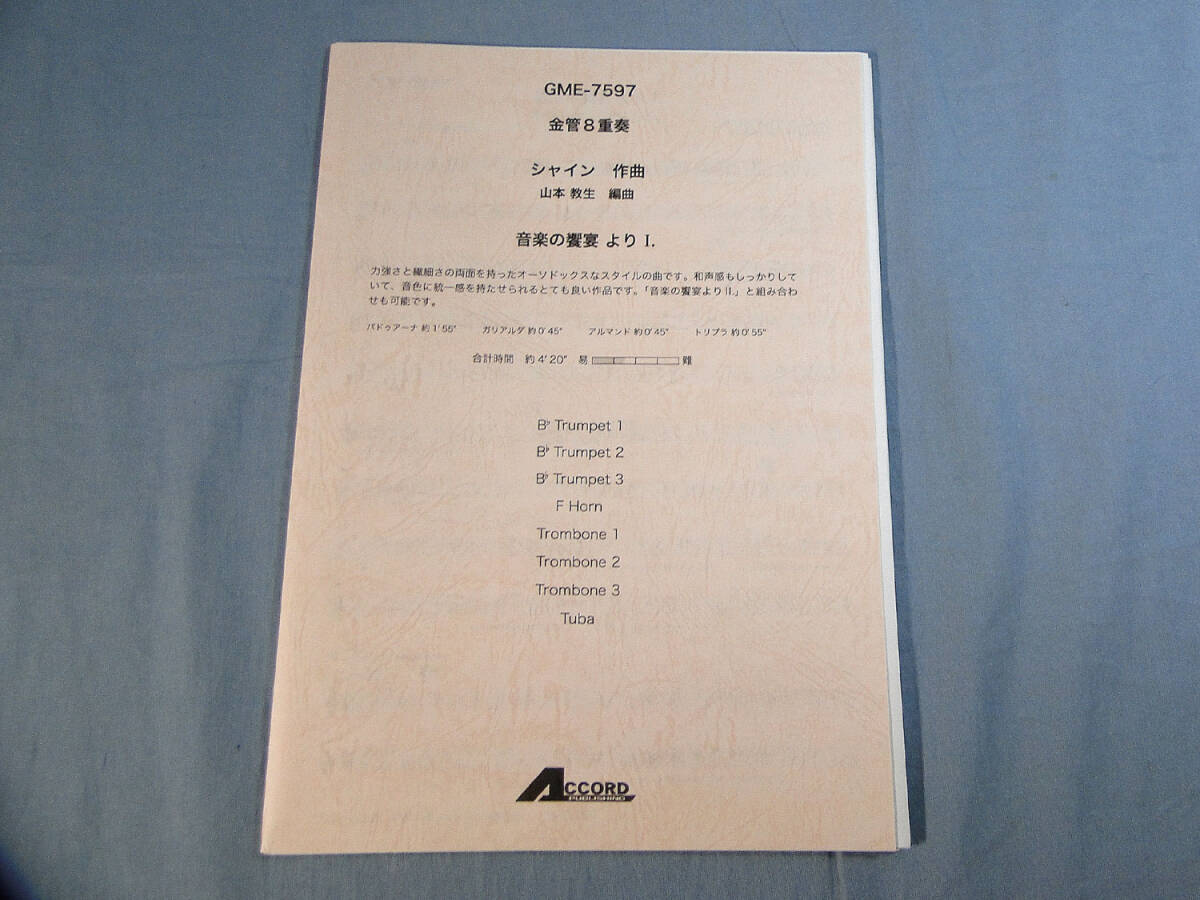 GME-7597
金管8重奏
シャイン　作曲
山本 教生　編曲
音楽の饗宴 より I.
力強さと繊細さの両面を持ったオーソドックスなスタイルの曲です。和声感もしっかりして
いて、音色に統一感を持たせられるとても良い作品です。「音楽の饗宴よりII.」と組み合わ
せも可能です。
パドゥアーナ 約1'55"　ガリアルダ 約0'45"　アルマンド 約0'45"　トリプラ 約0'55"
合計時間　約4'20"　易　難
B♭ Trumpet 1
B♭ Trumpet 2
B♭ Trumpet 3
F Horn
Trombone 1
Trombone 2
Trombone 3
Tuba
ACCORD
PUBLISHING